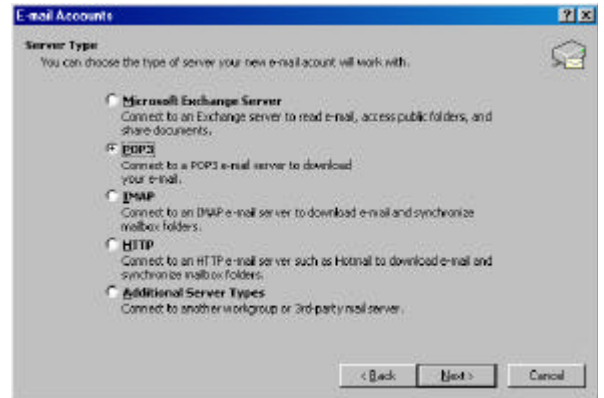 E-mail Accounts
Server Type
You can choose the type of server your new e-mail acount will work with.
Microsoft Exchange Server
Connect to an Exchange server to read e-mail, access public folders, and
share documents.
POP3
Connect to a POP3 e-mail server to download
your e-mail.
IMAP
Connect to an IMAP e-mail server to download e-mail and synchronize
mailbox folders.
HTTP
Connect to an HTTP e-mail server such as Hotmail to download e-mail and
synchronize mailbox folders.
Additional Server Types
Connect to another workgroup or 3rd-party mail server.
< Back Next > Cancel